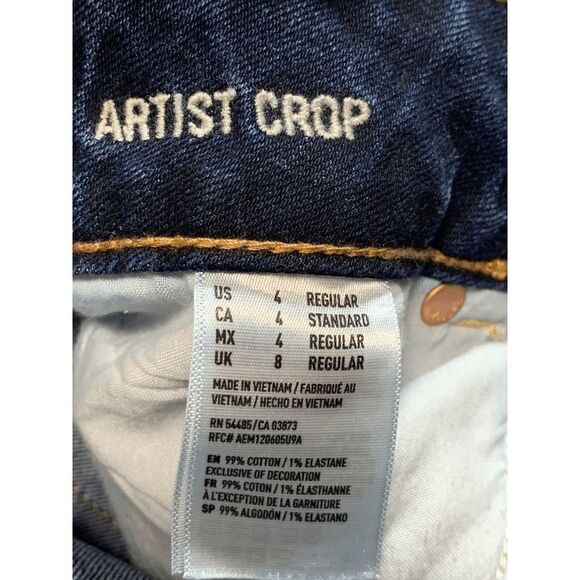 ARTIST CROP
US 4 REGULAR
CA 4 STANDARD
MX 4 REGULAR
UK 8 REGULAR
MADE IN VIETNAM / FABRIQUÉ AU
VIETNAM / HECHO EN VIETNAM
RN 54485 / CA 03873
RFC# AEM120605U9A
EN 99% COTTON / 1% ELASTANE
EXCLUSIVE OF DECORATION
FR 99% COTON / 1% ÉLASTHANNE
À L'EXCEPTION DE LA GARNITURE
SP 99% ALGODÓN / 1% ELASTANO